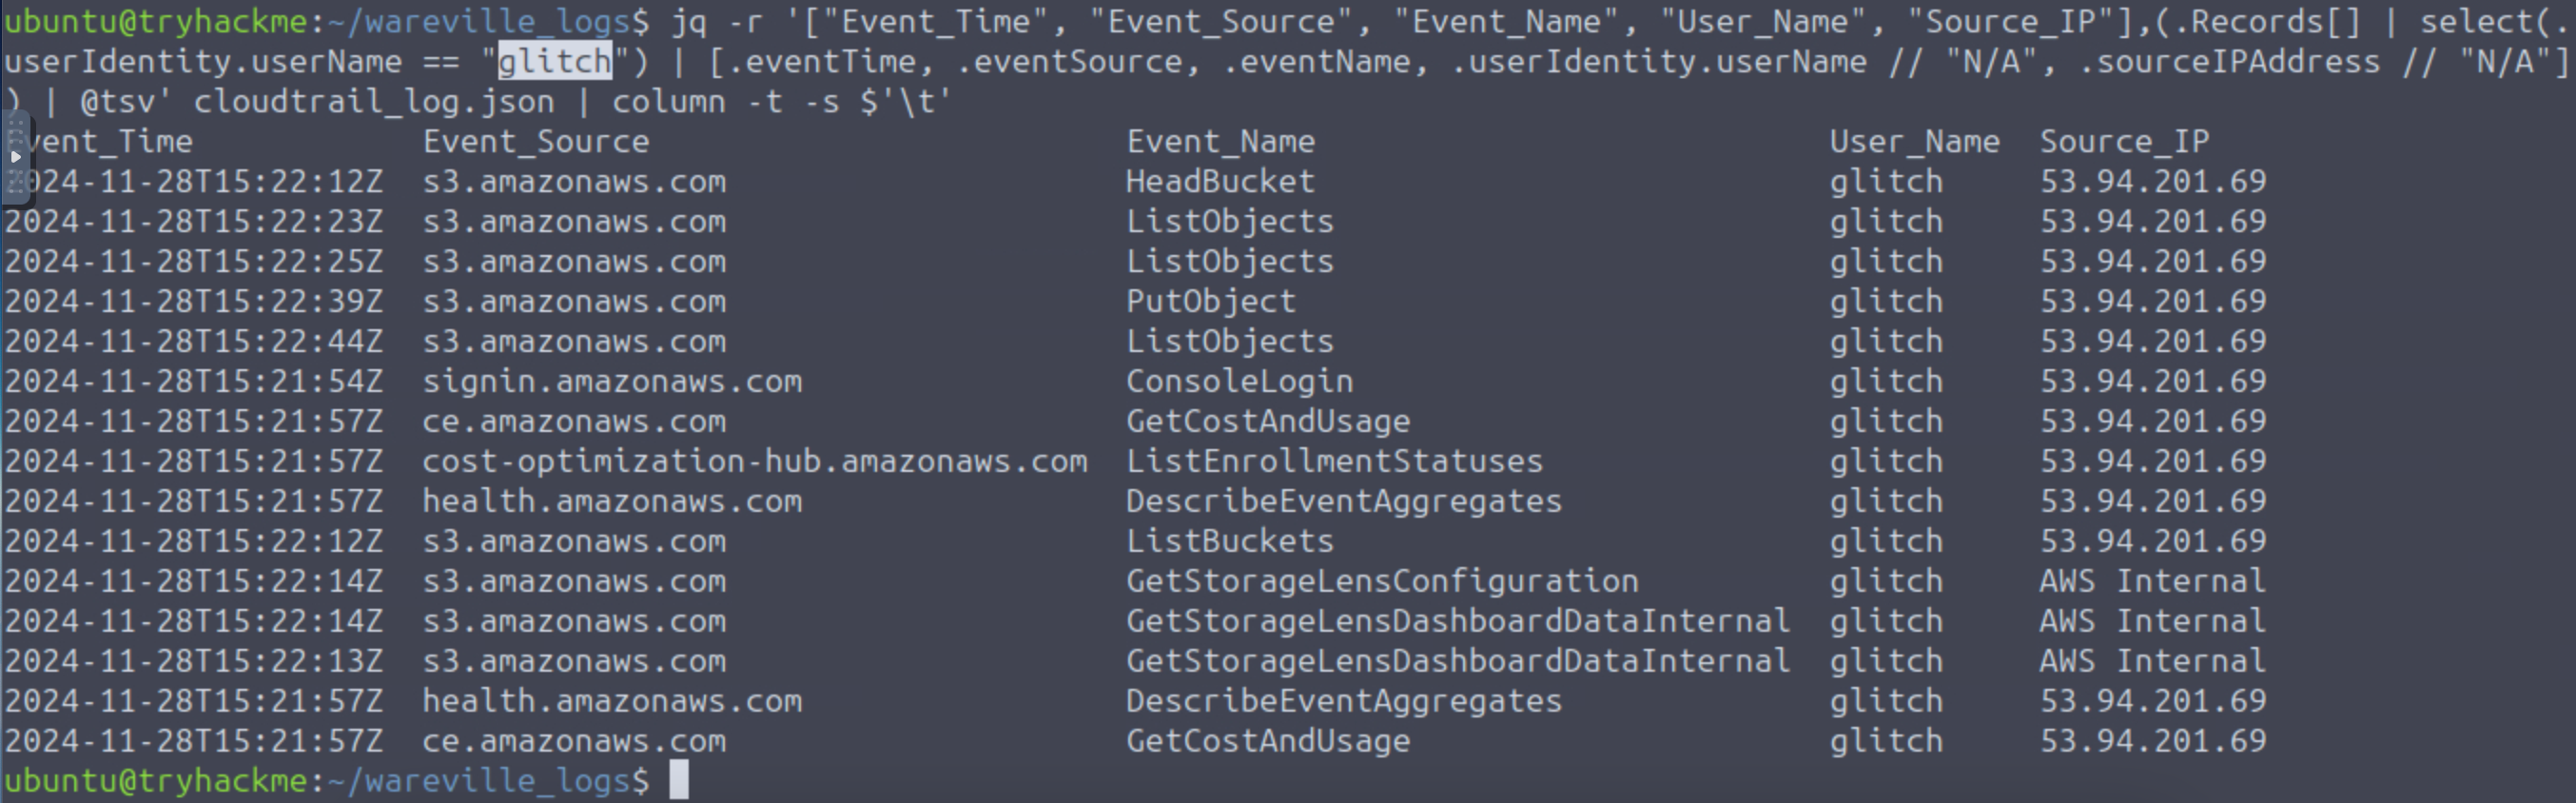 ubuntu@tryhackme:~/wareville_logs$ jq -r '["Event_Time", "Event_Source", "Event_Name", "User_Name", "Source_IP"],(.Records[] | select(.
userIdentity.userName == "glitch") | [.eventTime, .eventSource, .eventName, .userIdentity.userName // "N/A", .sourceIPAddress // "N/A"]
) | @tsv' cloudtrail_log.json | column -t -s $'\t'
Event_Time            Event_Source                         Event_Name                           User_Name  Source_IP
2024-11-28T15:22:12Z  s3.amazonaws.com                     HeadBucket                           glitch     53.94.201.69
2024-11-28T15:22:23Z  s3.amazonaws.com                     ListObjects                          glitch     53.94.201.69
2024-11-28T15:22:25Z  s3.amazonaws.com                     ListObjects                          glitch     53.94.201.69
2024-11-28T15:22:39Z  s3.amazonaws.com                     PutObject                            glitch     53.94.201.69
2024-11-28T15:22:44Z  s3.amazonaws.com                     ListObjects                          glitch     53.94.201.69
2024-11-28T15:21:54Z  signin.amazonaws.com                 ConsoleLogin                         glitch     53.94.201.69
2024-11-28T15:21:57Z  ce.amazonaws.com                     GetCostAndUsage                      glitch     53.94.201.69
2024-11-28T15:21:57Z  cost-optimization-hub.amazonaws.com  ListEnrollmentStatuses               glitch     53.94.201.69
2024-11-28T15:21:57Z  health.amazonaws.com                 DescribeEventAggregates              glitch     53.94.201.69
2024-11-28T15:22:12Z  s3.amazonaws.com                     ListBuckets                          glitch     53.94.201.69
2024-11-28T15:22:14Z  s3.amazonaws.com                     GetStorageLensConfiguration          glitch     AWS Internal
2024-11-28T15:22:14Z  s3.amazonaws.com                     GetStorageLensDashboardDataInternal  glitch     AWS Internal
2024-11-28T15:22:13Z  s3.amazonaws.com                     GetStorageLensDashboardDataInternal  glitch     AWS Internal
2024-11-28T15:21:57Z  health.amazonaws.com                 DescribeEventAggregates              glitch     53.94.201.69
2024-11-28T15:21:57Z  ce.amazonaws.com                     GetCostAndUsage                      glitch     53.94.201.69
ubuntu@tryhackme:~/wareville_logs$